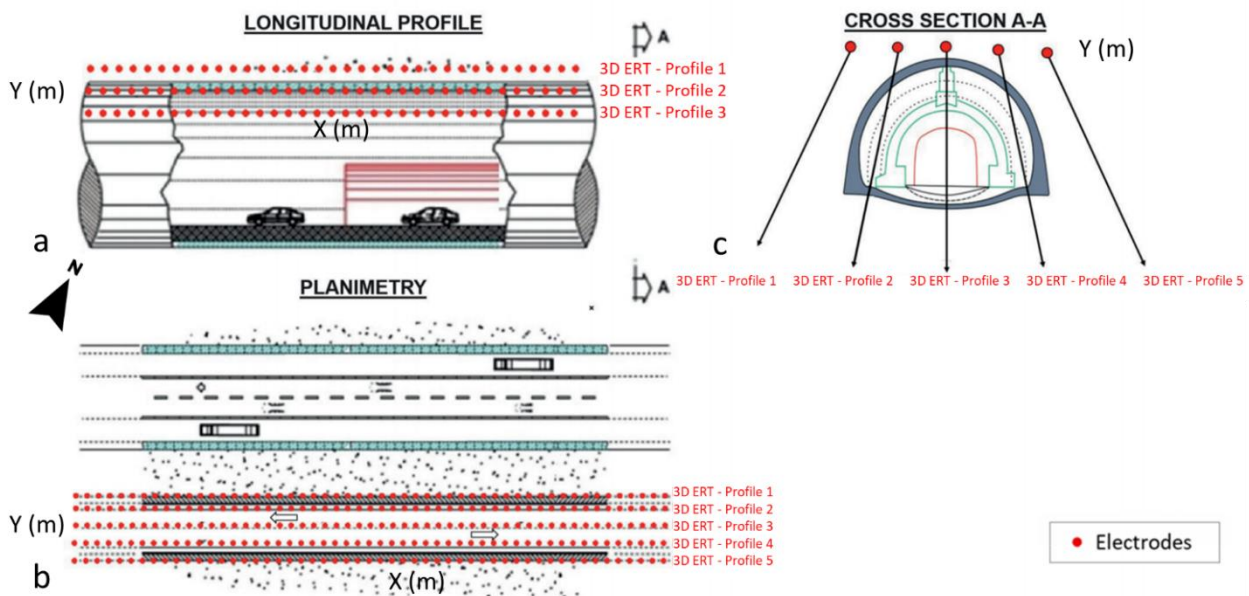 LONGITUDINAL PROFILE
A
3D ERT - Profile 1
Y (m)
3D ERT - Profile 2
3D ERT - Profile 3
X (m)
a
CROSS SECTION A-A
Y (m)
c
3D ERT - Profile 1
3D ERT - Profile 2
3D ERT - Profile 3
3D ERT - Profile 4
3D ERT - Profile 5
N
PLANIMETRY
A
3D ERT - Profile 1
3D ERT - Profile 2
Y (m)
3D ERT - Profile 3
3D ERT - Profile 4
3D ERT - Profile 5
b
X (m)
Electrodes